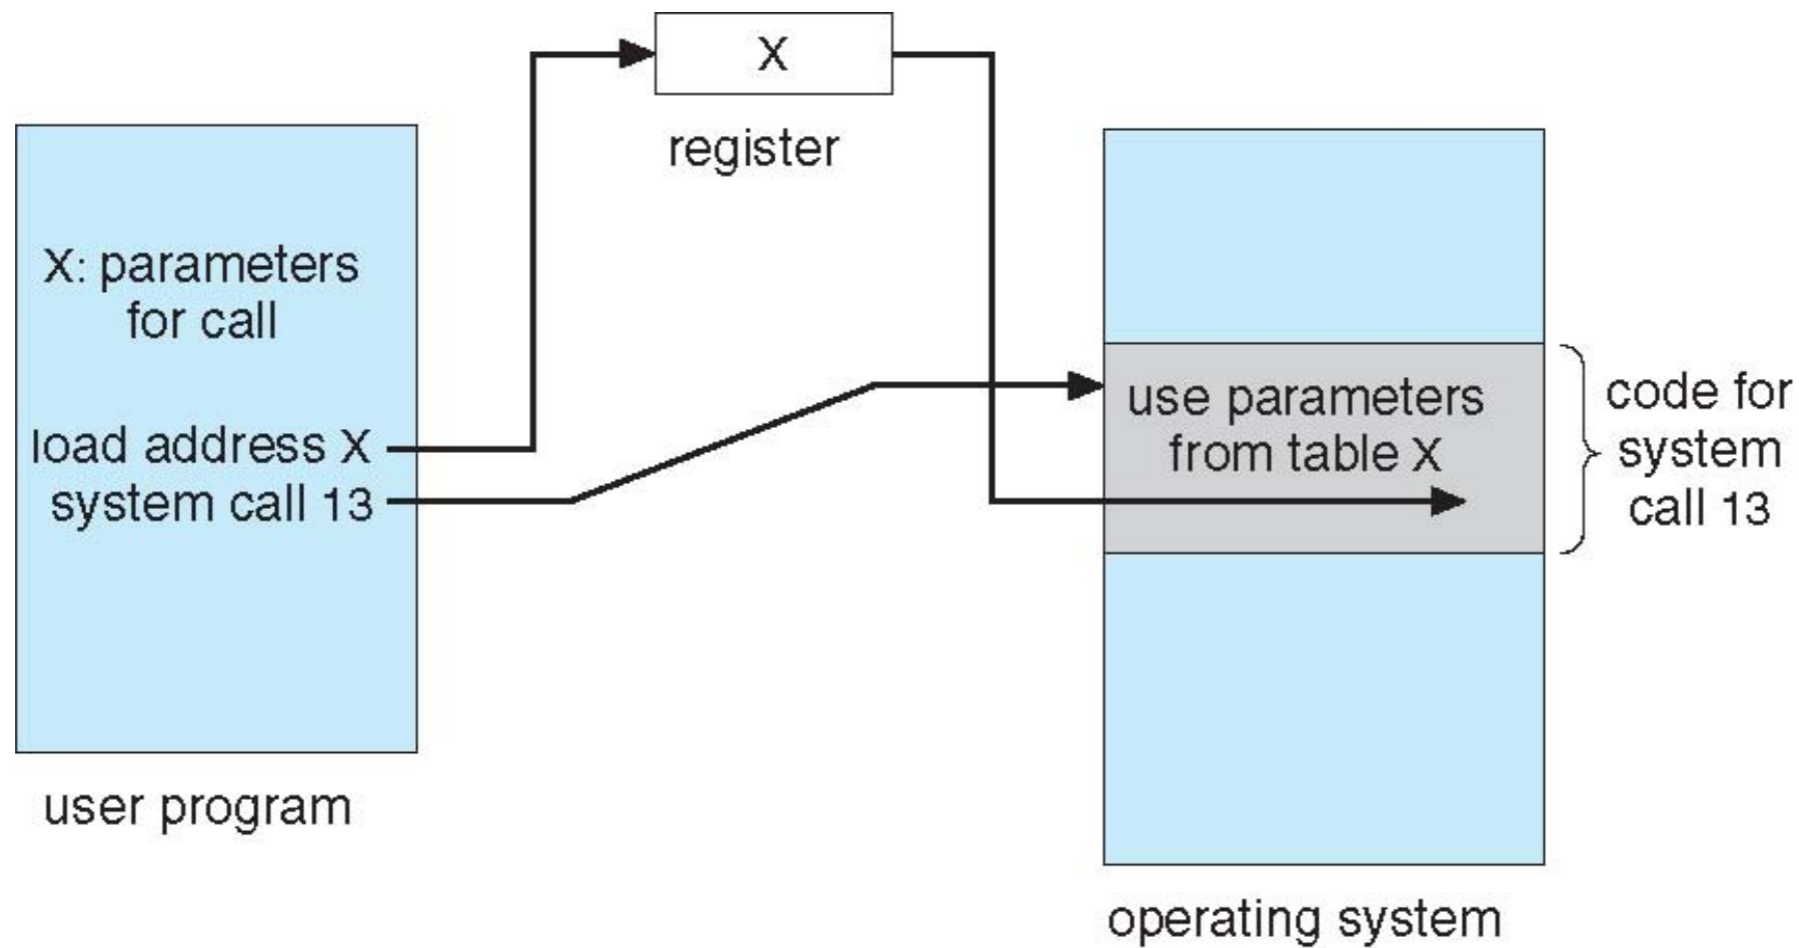 X
register
X: parameters
for call
load address X
system call 13
user program
use parameters
from table X
code for
system
call 13
operating system